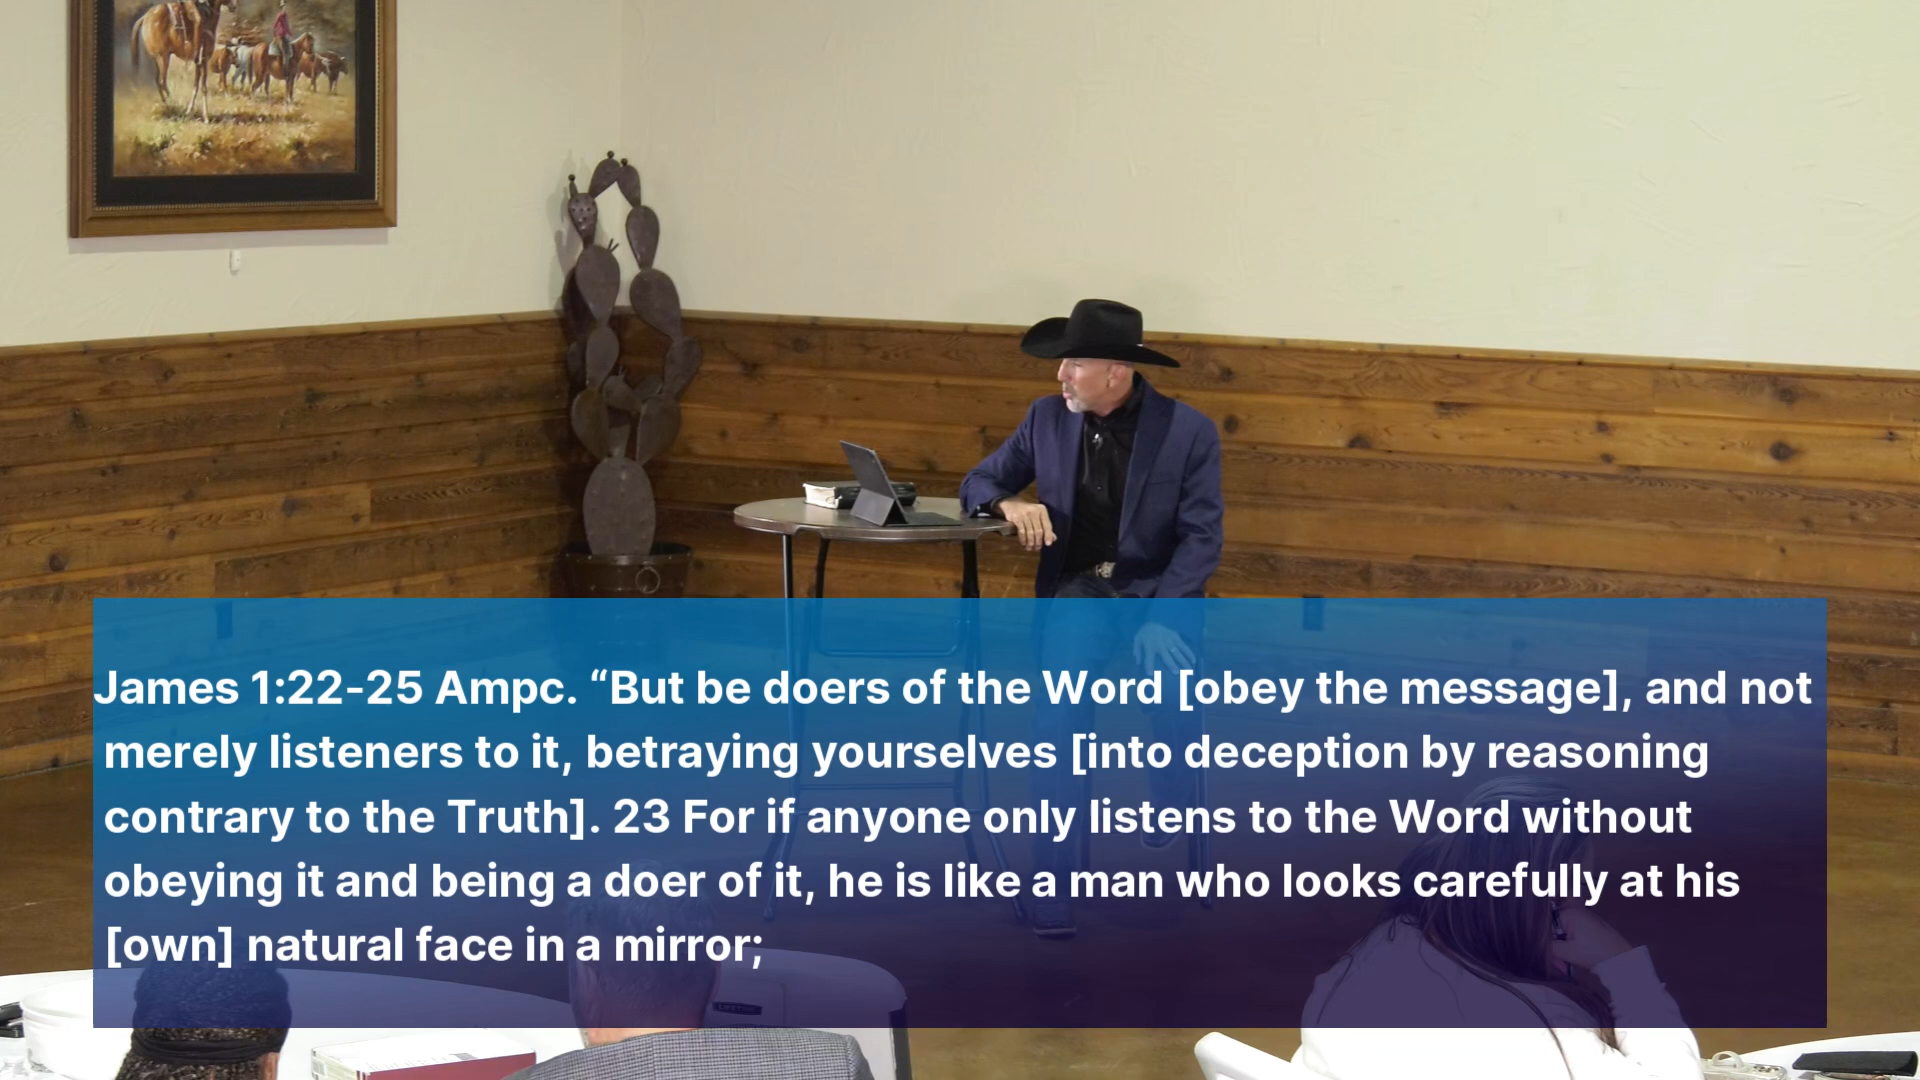 James 1:22-25 Ampc. “But be doers of the Word [obey the message], and not
merely listeners to it, betraying yourselves [into deception by reasoning
contrary to the Truth]. 23 For if anyone only listens to the Word without
obeying it and being a doer of it, he is like a man who looks carefully at his
[own] natural face in a mirror;
LIFETIME